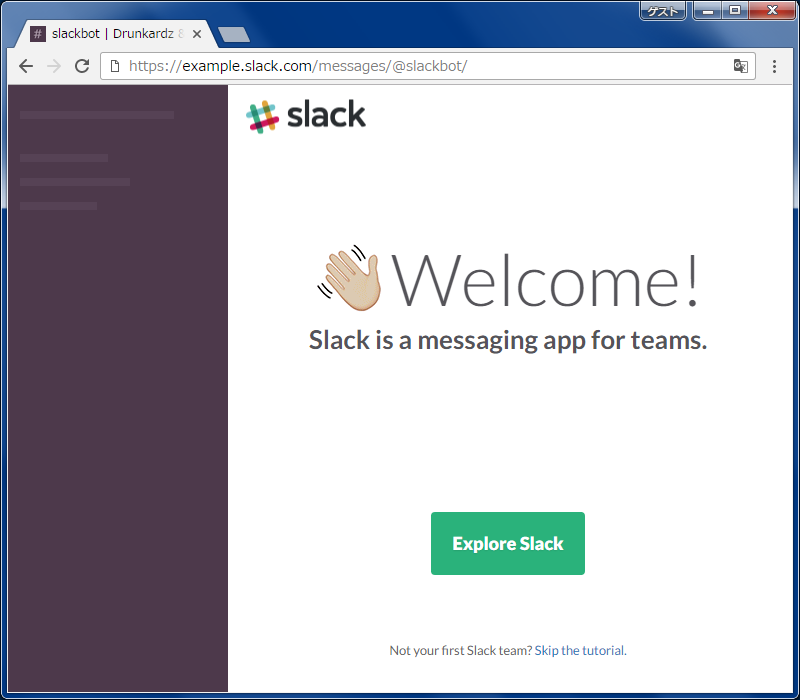 ゲスト
slackbot | Drunkardz
https://example.slack.com/messages/@slackbot/
slack
Welcome!
Slack is a messaging app for teams.
Explore Slack
Not your first Slack team? Skip the tutorial.